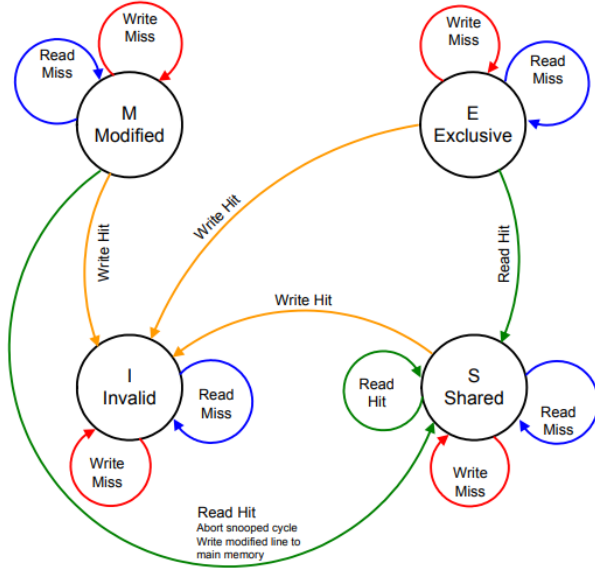 Write
Miss
Read
Miss
M
Modified
Write
Miss
Read
Miss
E
Exclusive
Write Hit
Write Hit
Read Hit
Write Hit
I
Invalid
Read
Miss
Write
Miss
Read
Hit
S
Shared
Read
Miss
Write
Miss
Read Hit
Abort snooped cycle
Write modified line to
main memory